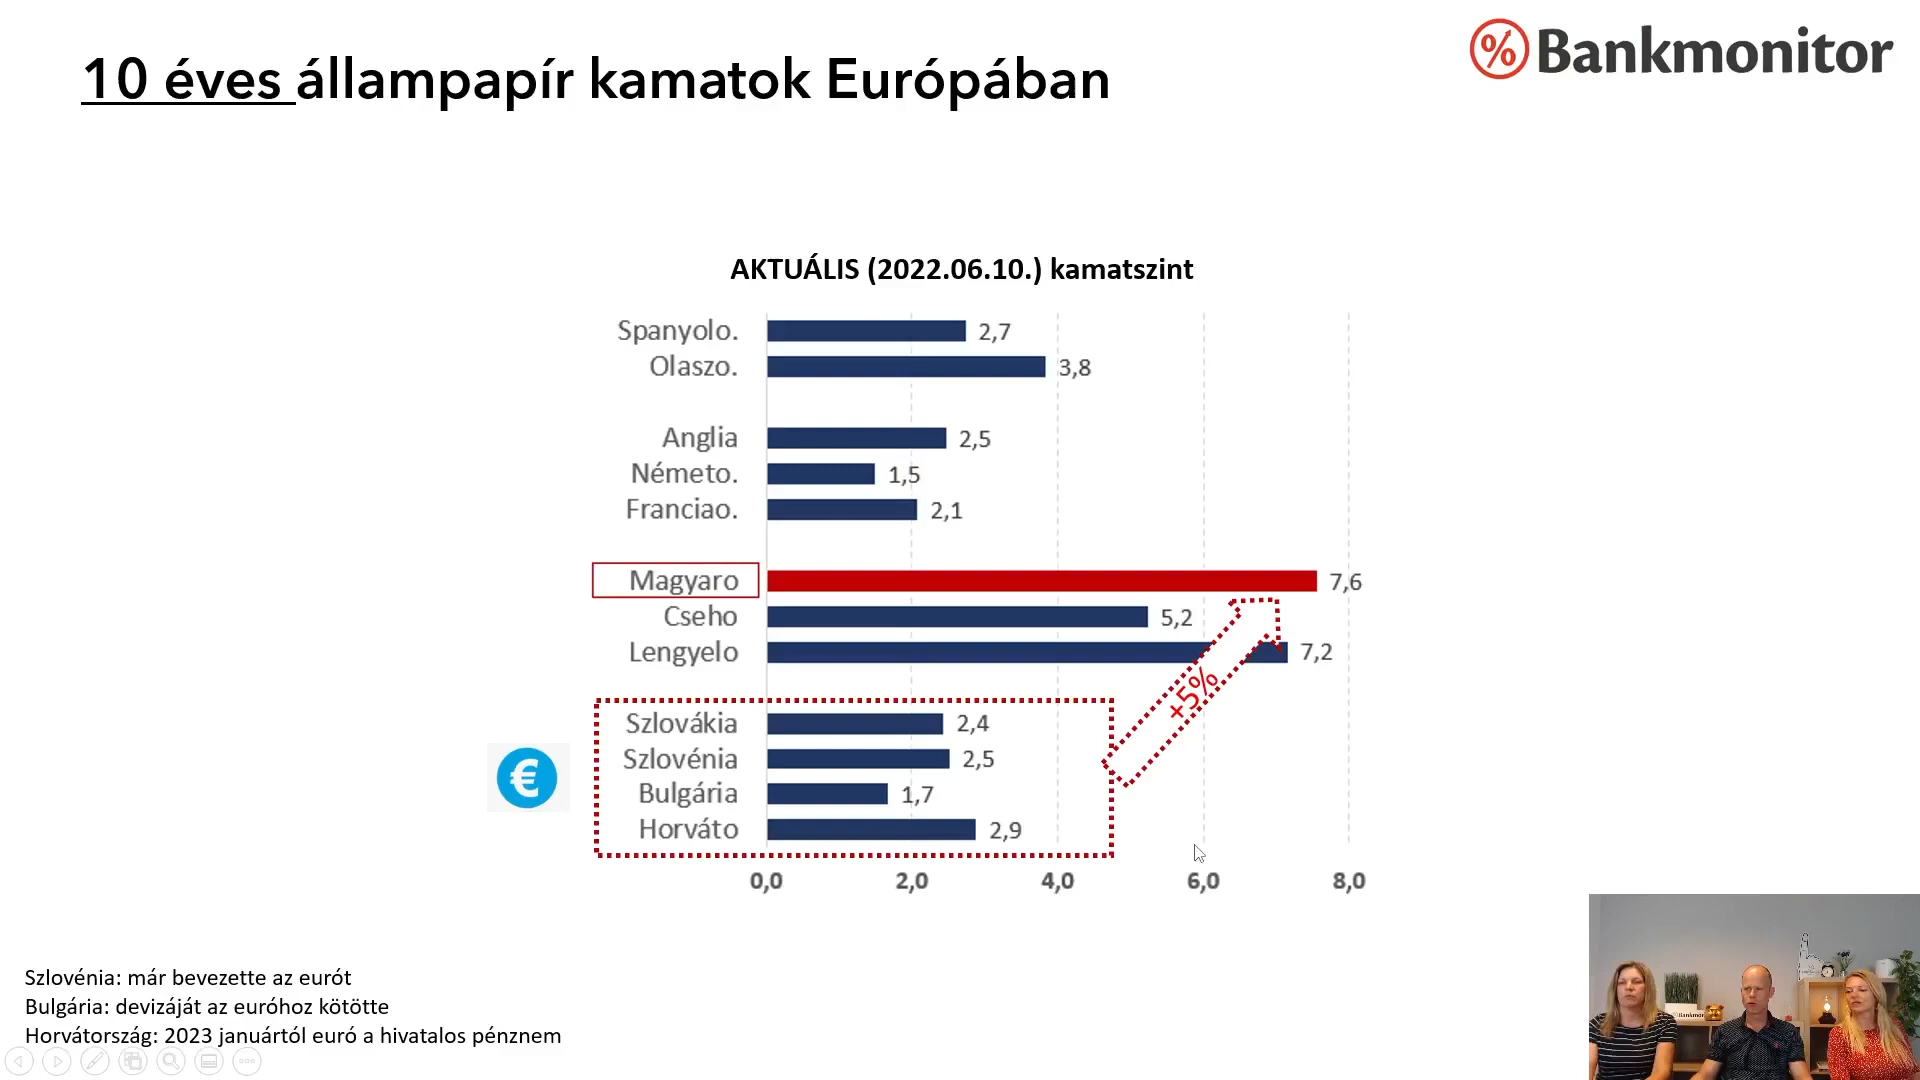 10 éves állampapír kamatok Európában
% Bankmonitor
AKTUÁLIS (2022.06.10.) kamatszint
Spanyolo. 2,7
Olaszo. 3,8
Anglia 2,5
Németo. 1,5
Franciao. 2,1
Magyaro 7,6
Cseho 5,2
Lengyelo 7,2
+5%
Szlovákia 2,4
Szlovénia 2,5
Bulgária 1,7
Horváto 2,9
€
0,0 2,0 4,0 6,0 8,0
Szlovénia: már bevezette az eurót
Bulgária: devizáját az euróhoz kötötte
Horvátország: 2023 januártól euró a hivatalos pénznem